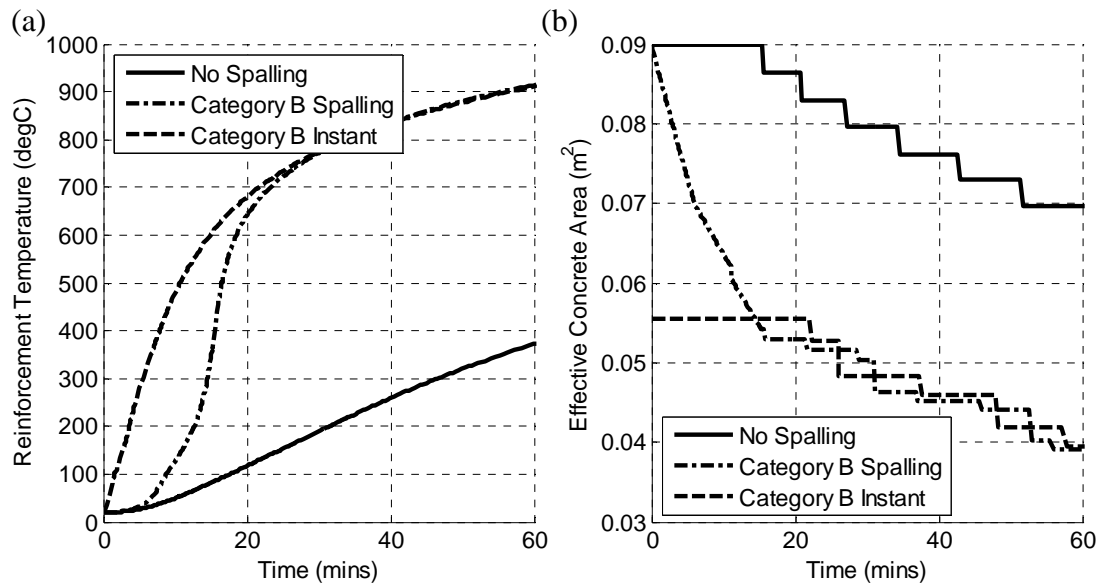 (a)
1000
900
800
700
600
500
400
300
200
100
0
Reinforcement Temperature (degC)
No Spalling
Category B Spalling
Category B Instant
0
20
40
60
Time (mins)
(b)
0.09
0.08
0.07
0.06
0.05
0.04
0.03
Effective Concrete Area (m²)
No Spalling
Category B Spalling
Category B Instant
0
20
40
60
Time (mins)